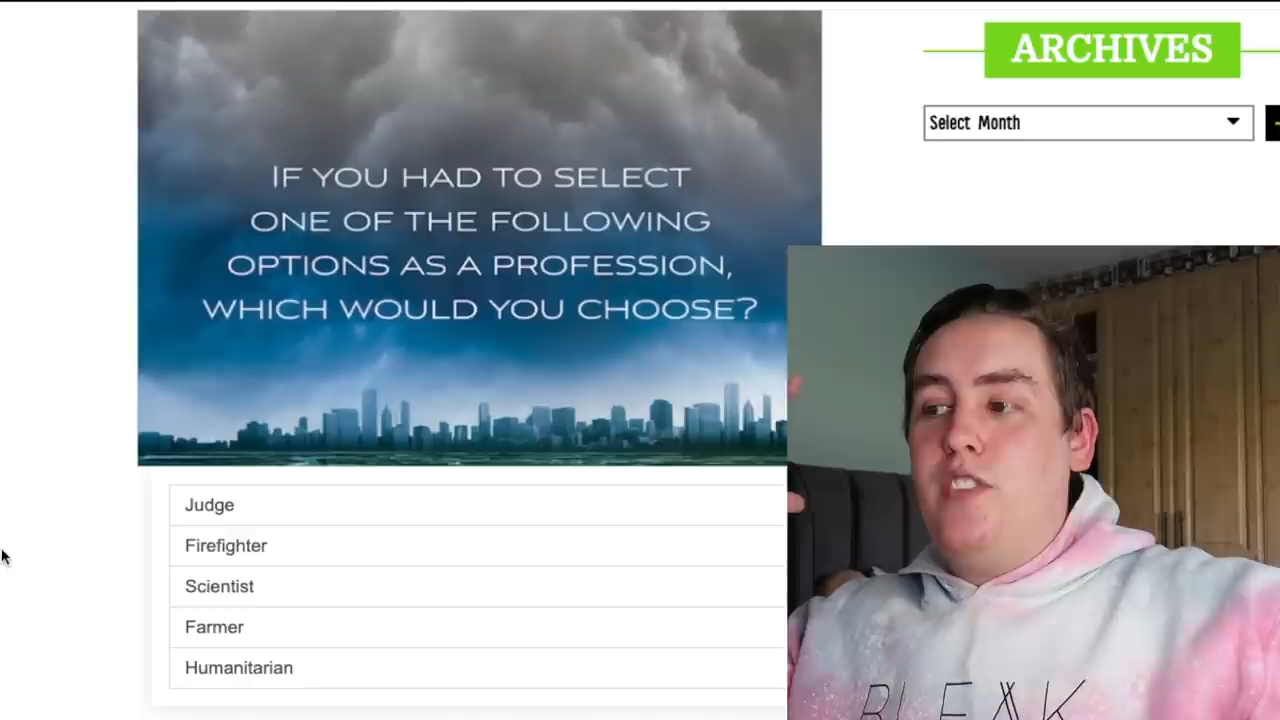 ARCHIVES
Select Month
IF YOU HAD TO SELECT
ONE OF THE FOLLOWING
OPTIONS AS A PROFESSION,
WHICH WOULD YOU CHOOSE?
Judge
Firefighter
Scientist
Farmer
Humanitarian
BLEAK